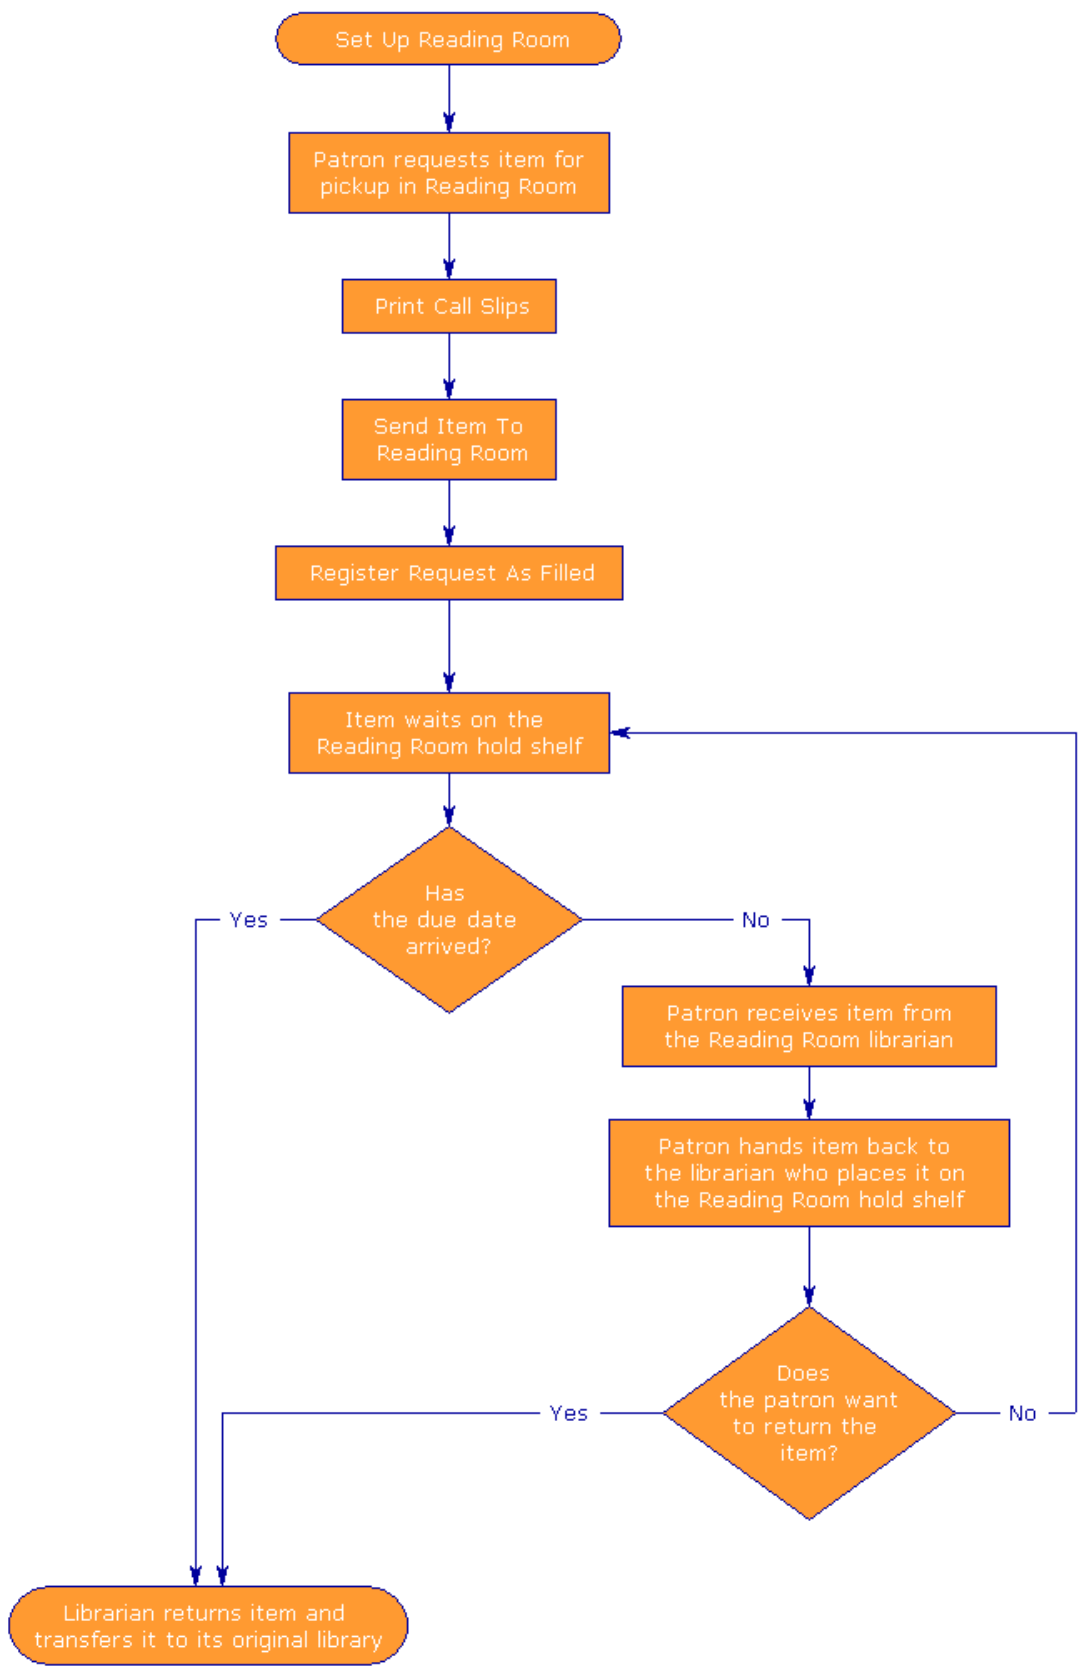 Set Up Reading Room
Patron requests item for
pickup in Reading Room
Print Call Slips
Send Item To
Reading Room
Register Request As Filled
Item waits on the
Reading Room hold shelf
Has
the due date
arrived?
Yes
No
Patron receives item from
the Reading Room librarian
Patron hands item back to
the librarian who places it on
the Reading Room hold shelf
Does
the patron want
to return the
item?
Yes
No
Librarian returns item and
transfers it to its original library